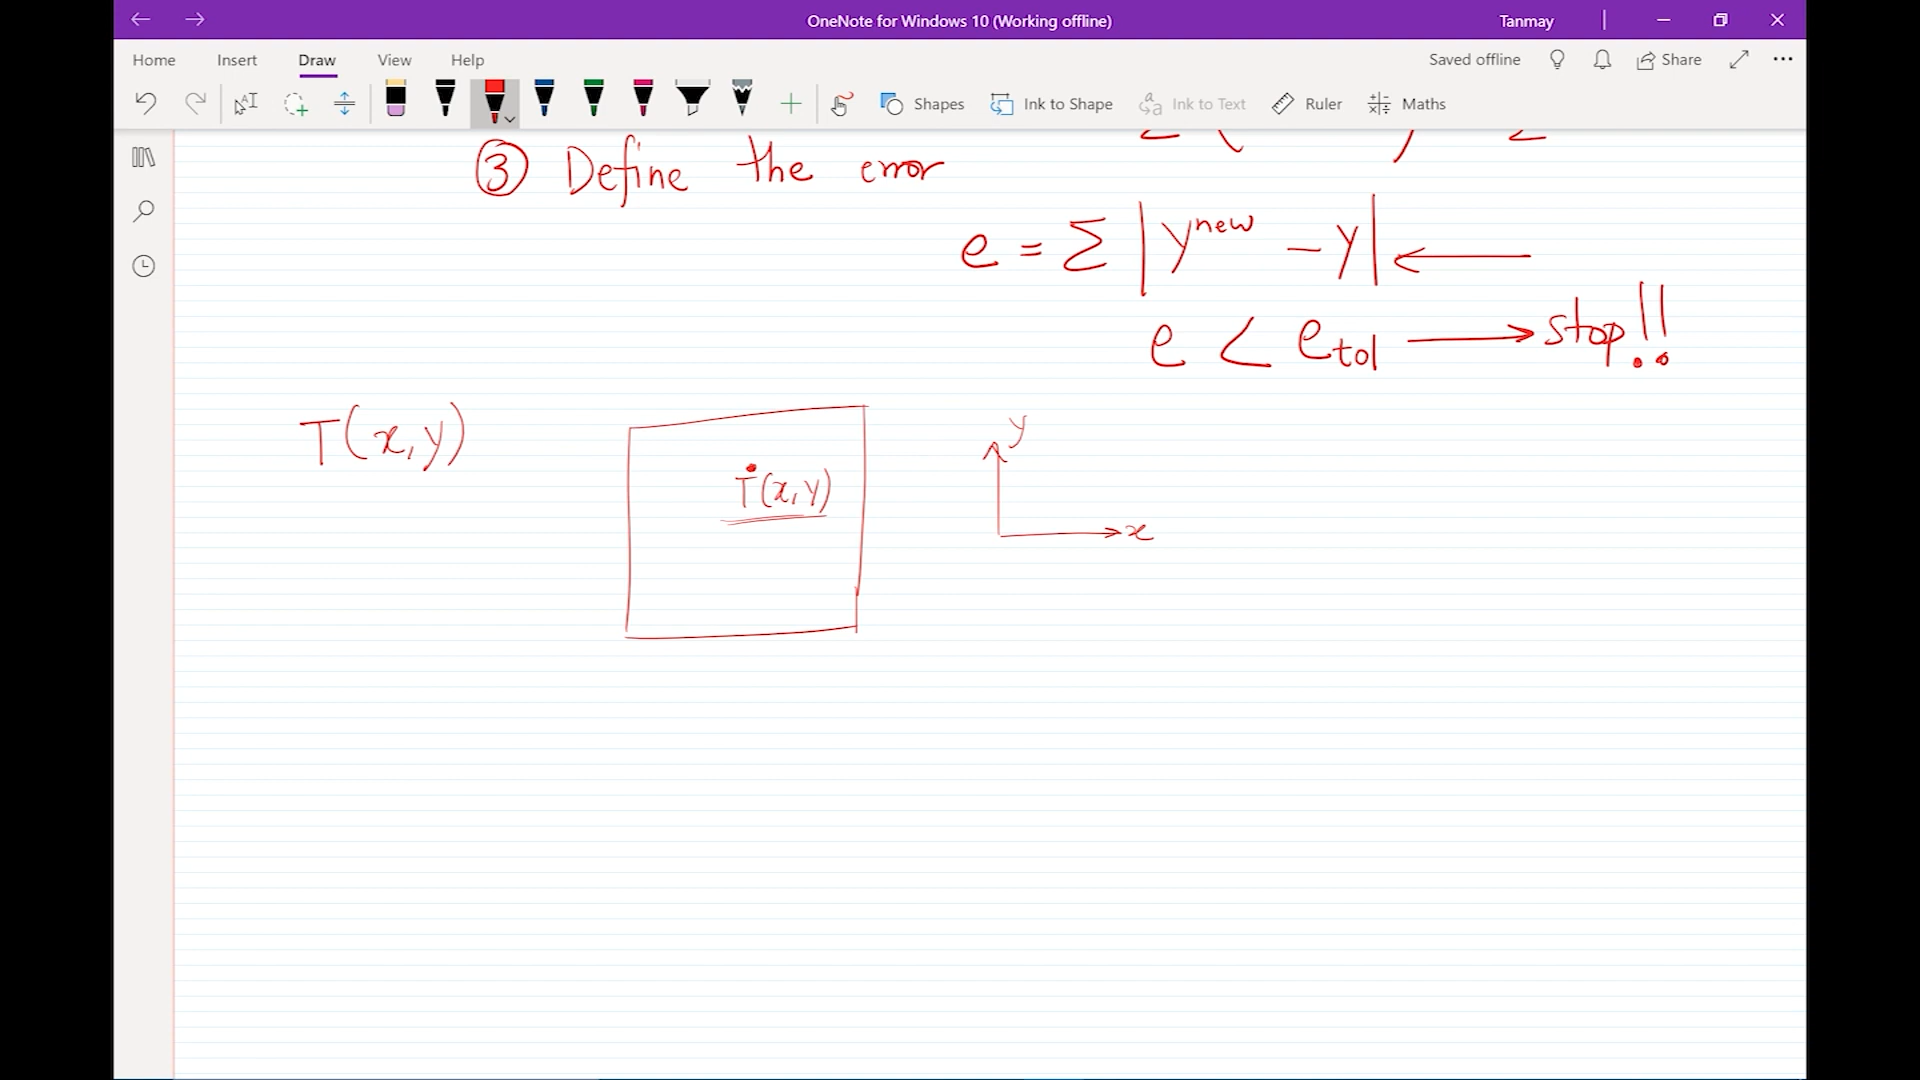 OneNote for Windows 10 (Working offline)
Tanmay
Home Insert Draw View Help
Saved offline Share
Shapes Ink to Shape Ink to Text Ruler Maths
③ Define the error
e = Σ |y^new - y| ←
e < e_tol → stop!!
T(x,y)
T(x,y)
y
x